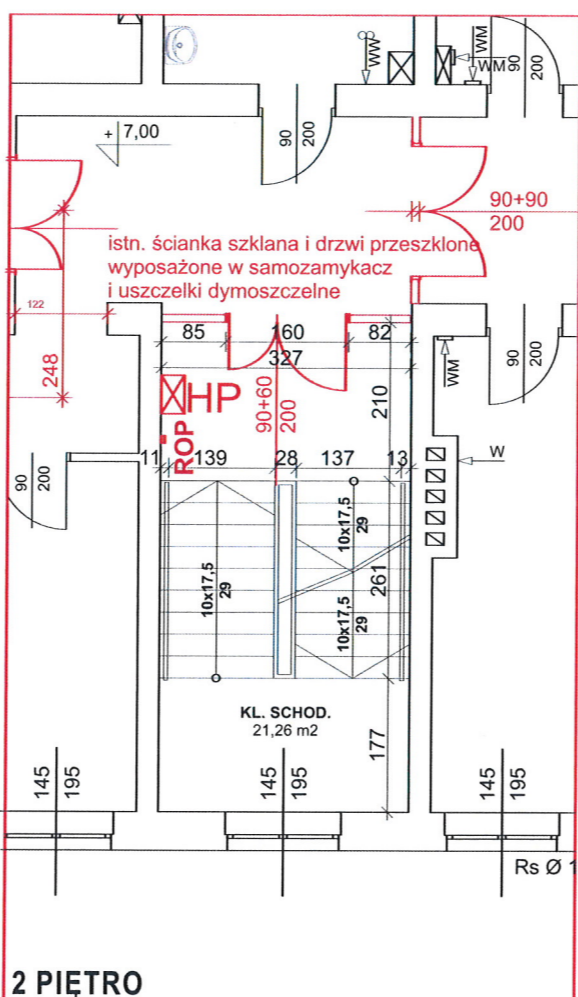 WW
WM
WM
90
200
90
200
+ 7,00
90+90
200
istn. ścianka szklana i drzwi przeszklone
wyposażone w samozamykacz
i uszczelki dymoszczelne
122
248
85
160
82
327
HP
ROP
90+60
200
210
WM
90
200
W
90
200
11
139
28
137
13
10x17,5
29
10x17,5
29
10x17,5
29
261
KL. SCHOD.
21,26 m2
177
145
195
145
195
145
195
Rs Ø 1
2 PIĘTRO